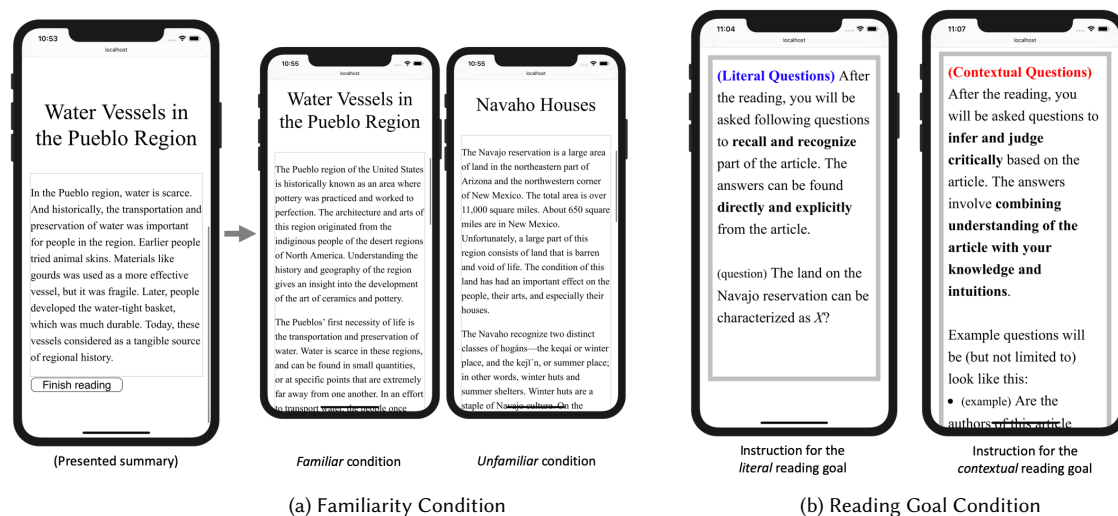 10:53
localhost
Water Vessels in
the Pueblo Region
In the Pueblo region, water is scarce.
And historically, the transportation and
preservation of water was important
for people in the region. Earlier people
tried animal skins. Materials like
gourds was used as a more effective
vessel, but it was fragile. Later, people
developed the water-tight basket,
which was much durable. Today, these
vessels considered as a tangible source
of regional history.
Finish reading
(Presented summary)
10:55
localhost
Water Vessels in
the Pueblo Region
The Pueblo region of the United States
is historically known as an area where
pottery was practiced and worked to
perfection. The architecture and arts of
this region originated from the
indiginous people of the desert regions
of North America. Understanding the
history and geography of the region
gives an insight into the development
of the art of ceramics and pottery.
The Pueblos' first necessity of life is
the transportation and preservation of
water. Water is scarce in these regions,
and can be found in small quantities,
or at specific points that are extremely
far away from one another. In an effort
to transport water, the people once
Familiar condition
10:55
localhost
Navaho Houses
The Navajo reservation is a large area
of land in the northeastern part of
Arizona and the northwestern corner
of New Mexico. The total area is over
11,000 square miles. About 650 square
miles are in New Mexico.
Unfortunately, a large part of this
region consists of land that is barren
and void of life. The condition of this
land has had an important effect on the
people, their arts, and especially their
houses.
The Navaho recognize two distinct
classes of hogáns—the keqaí or winter
place, and the kejī´n, or summer place;
in other words, winter huts and
summer shelters. Winter huts are a
staple of Navajo culture. On the
Unfamiliar condition
(a) Familiarity Condition
11:04
localhost
(Literal Questions) After
the reading, you will be
asked following questions
to recall and recognize
part of the article. The
answers can be found
directly and explicitly
from the article.
(question) The land on the
Navajo reservation can be
characterized as X?
Instruction for the
literal reading goal
11:07
localhost
(Contextual Questions)
After the reading, you
will be asked questions to
infer and judge
critically based on the
article. The answers
involve combining
understanding of the
article with your
knowledge and
intuitions.
Example questions will
be (but not limited to)
look like this:
• (example) Are the
authors of this article
Instruction for the
contextual reading goal
(b) Reading Goal Condition